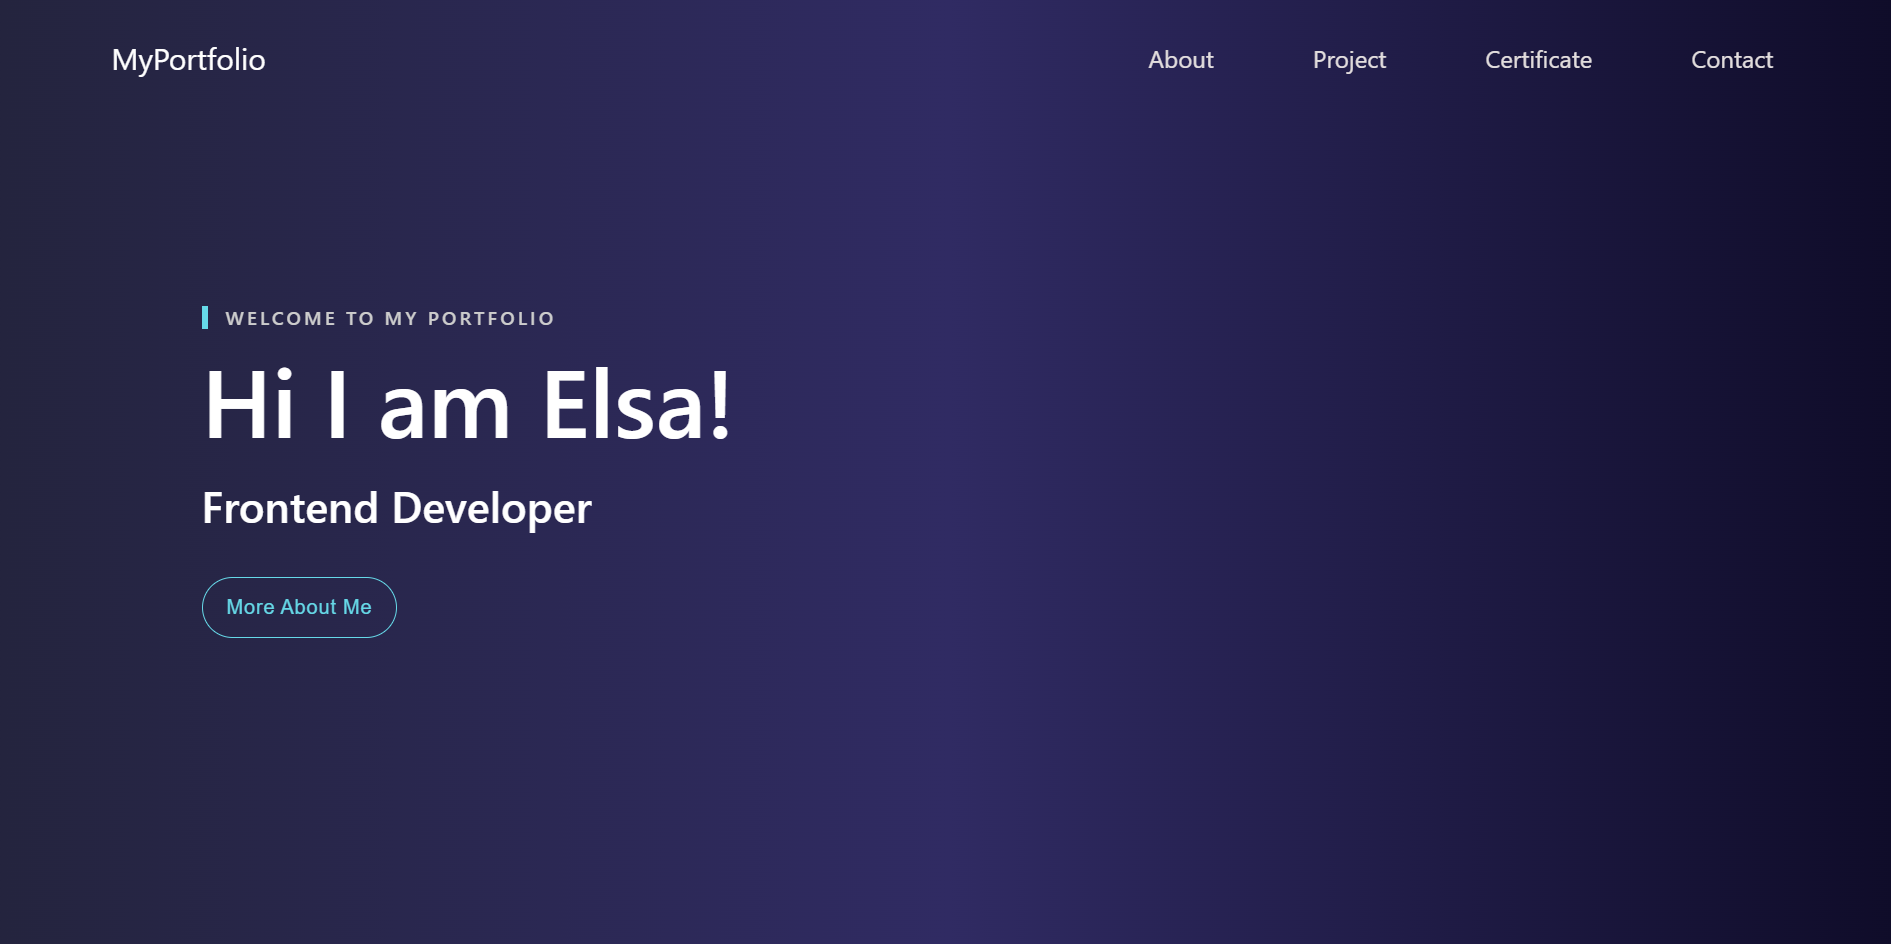 MyPortfolio
About Project Certificate Contact
WELCOME TO MY PORTFOLIO
Hi I am Elsa!
Frontend Developer
More About Me